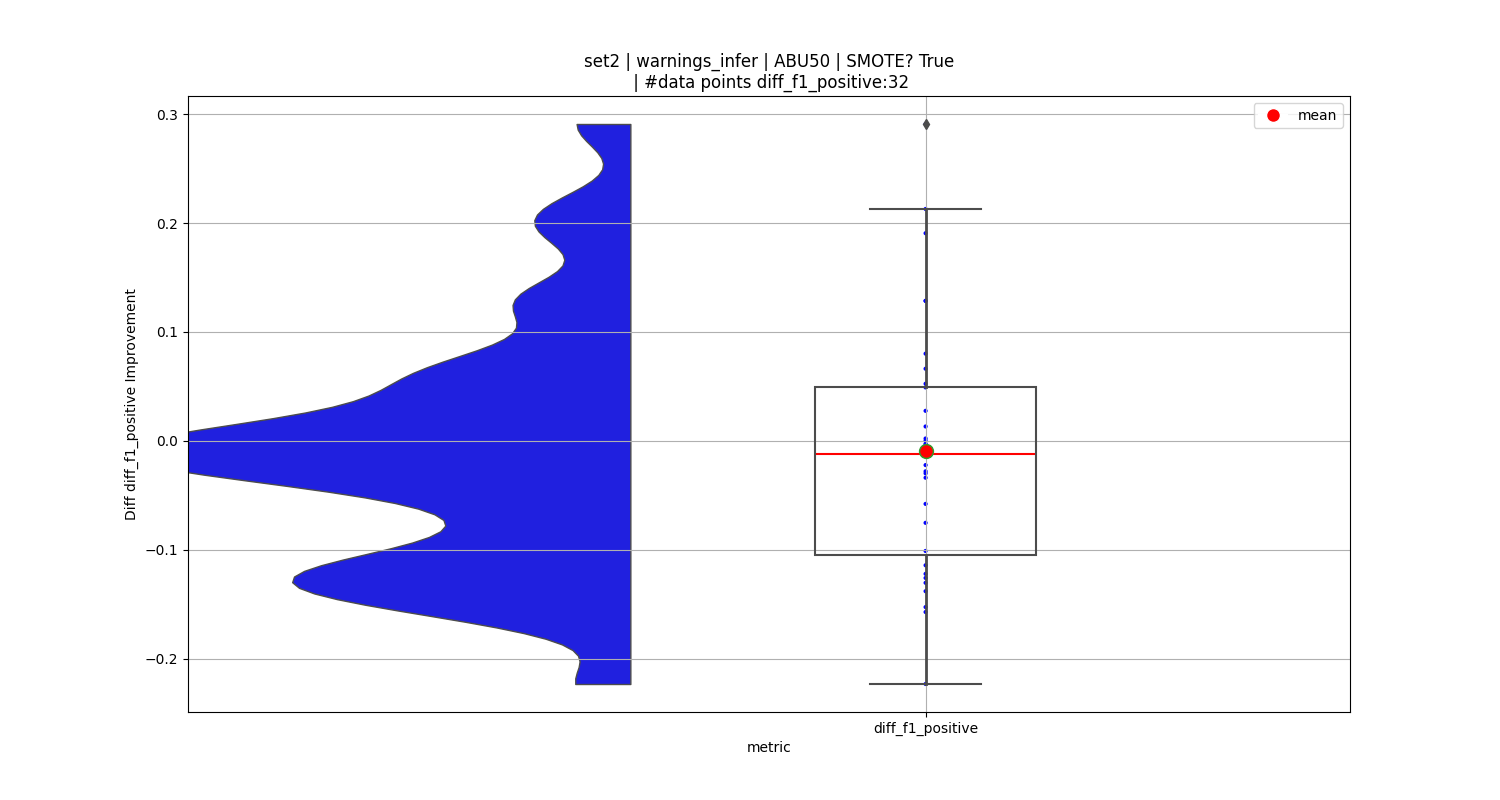 set2 | warnings_infer | ABU50 | SMOTE? True
| #data points diff_f1_positive:32
mean
Diff diff_f1_positive Improvement
0.3
0.2
0.1
0.0
−0.1
−0.2
diff_f1_positive
metric